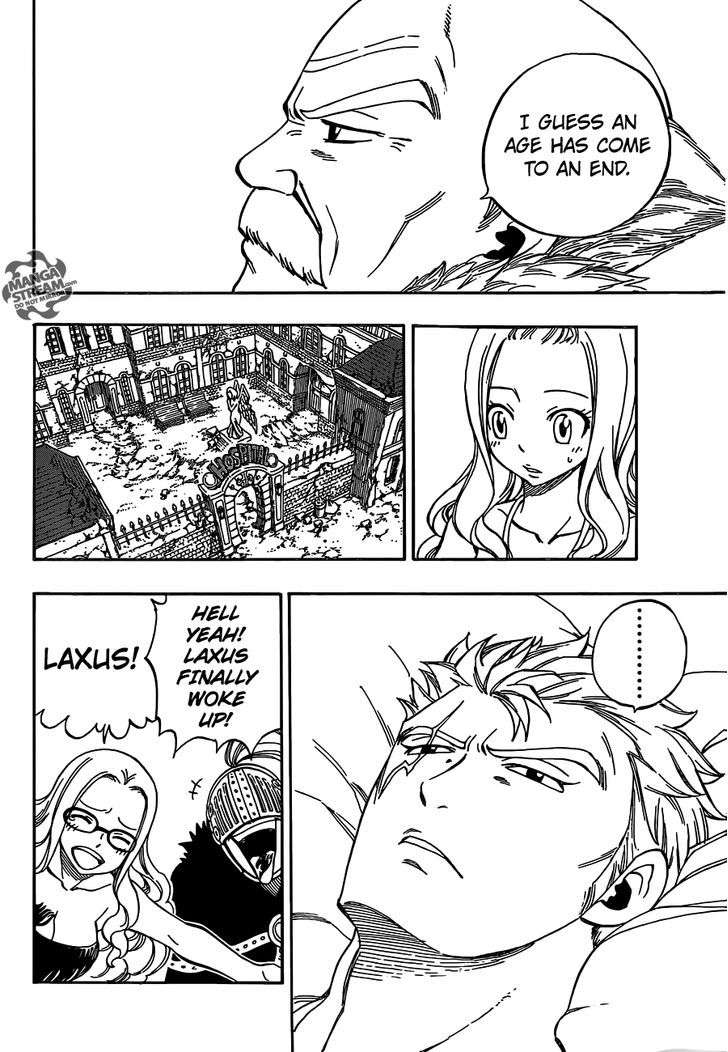 I GUESS AN
AGE HAS COME
TO AN END.
MANGA
STREAM.com
DO NOT MIRROR
HOSPITAL
HELL
YEAH!
LAXUS
FINALLY
WOKE
UP!
LAXUS!
........